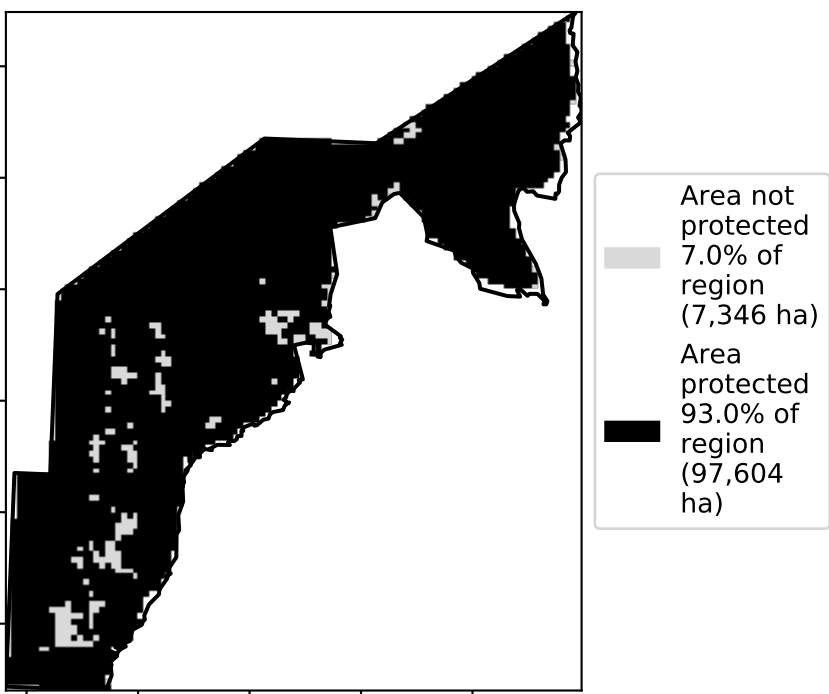 Area not
protected
7.0% of
region
(7,346 ha)
Area
protected
93.0% of
region
(97,604
ha)